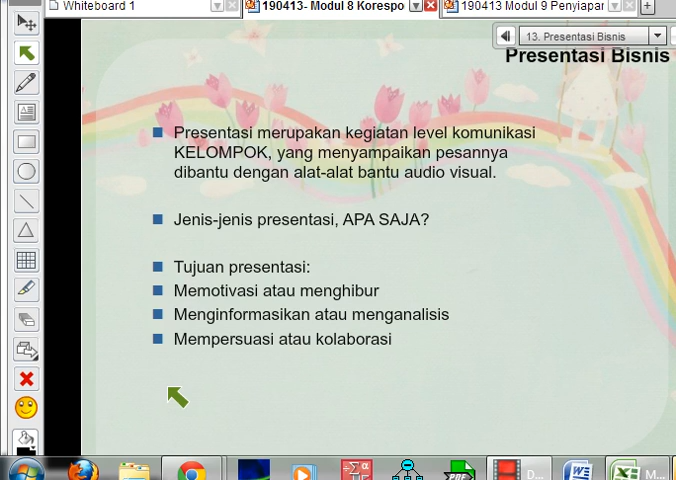 Whiteboard 1
190413- Modul 8 Korespo
190413 Modul 9 Penyiapar
13. Presentasi Bisnis
Presentasi Bisnis
Presentasi merupakan kegiatan level komunikasi
KELOMPOK, yang menyampaikan pesannya
dibantu dengan alat-alat bantu audio visual.
Jenis-jenis presentasi, APA SAJA?
Tujuan presentasi:
Memotivasi atau menghibur
Menginformasikan atau menganalisis
Mempersuasi atau kolaborasi
PDF
D...
M...